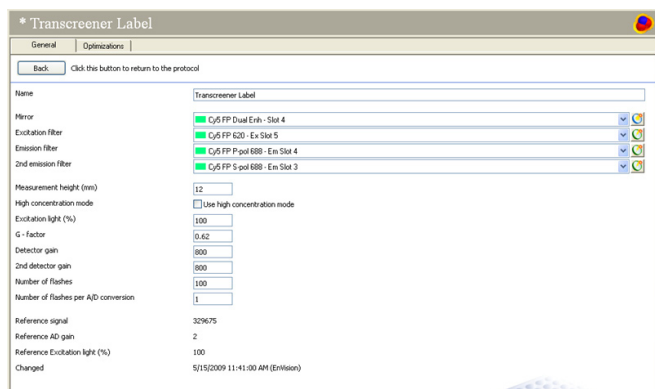 * Transcreener Label
General Optimizations
Back Click this button to return to the protocol
Name Transcreener Label
Mirror Cy5 FP Dual Enh - Slot 4
Excitation filter Cy5 FP 620 - Ex Slot 5
Emission filter Cy5 FP P-pol 688 - Em Slot 4
2nd emission filter Cy5 FP S-pol 688 - Em Slot 3
Measurement height (mm) 12
High concentration mode Use high concentration mode
Excitation light (%) 100
G - factor 0.62
Detector gain 800
2nd detector gain 800
Number of flashes 100
Number of flashes per A/D conversion 1
Reference signal 329675
Reference AD gain 2
Reference Excitation light (%) 100
Changed 5/15/2009 11:41:00 AM (EnVision)